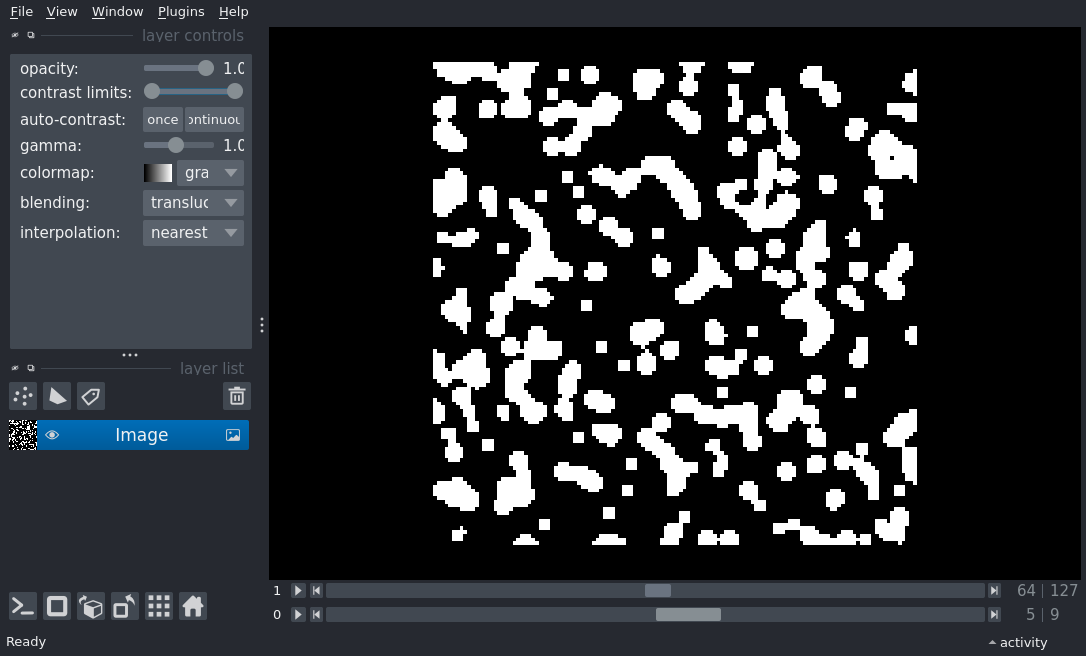 File View Window Plugins Help
layer controls
opacity: 1.0
contrast limits:
auto-contrast: once ontinuou
gamma: 1.0
colormap: gra
blending: transluc
interpolation: nearest
layer list
Image
1 64 | 127
0 5 | 9
Ready activity